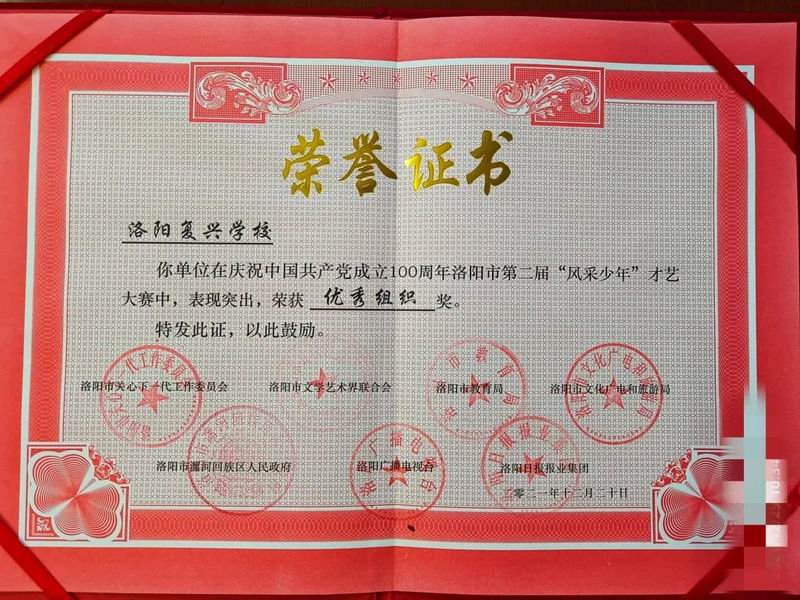 荣誉证书
洛阳复兴学校
你单位在庆祝中国共产党成立100周年洛阳市第二届“风采少年”才艺
大赛中，表现突出，荣获 优秀组织 奖。
特发此证，以此鼓励。
洛阳市关心下一代工作委员会 洛阳市文学艺术界联合会 洛阳市教育局 洛阳市文化广电和旅游局
洛阳市瀍河回族区人民政府 洛阳广播电视台 洛阳日报报业集团
二〇二一年十二月二十日